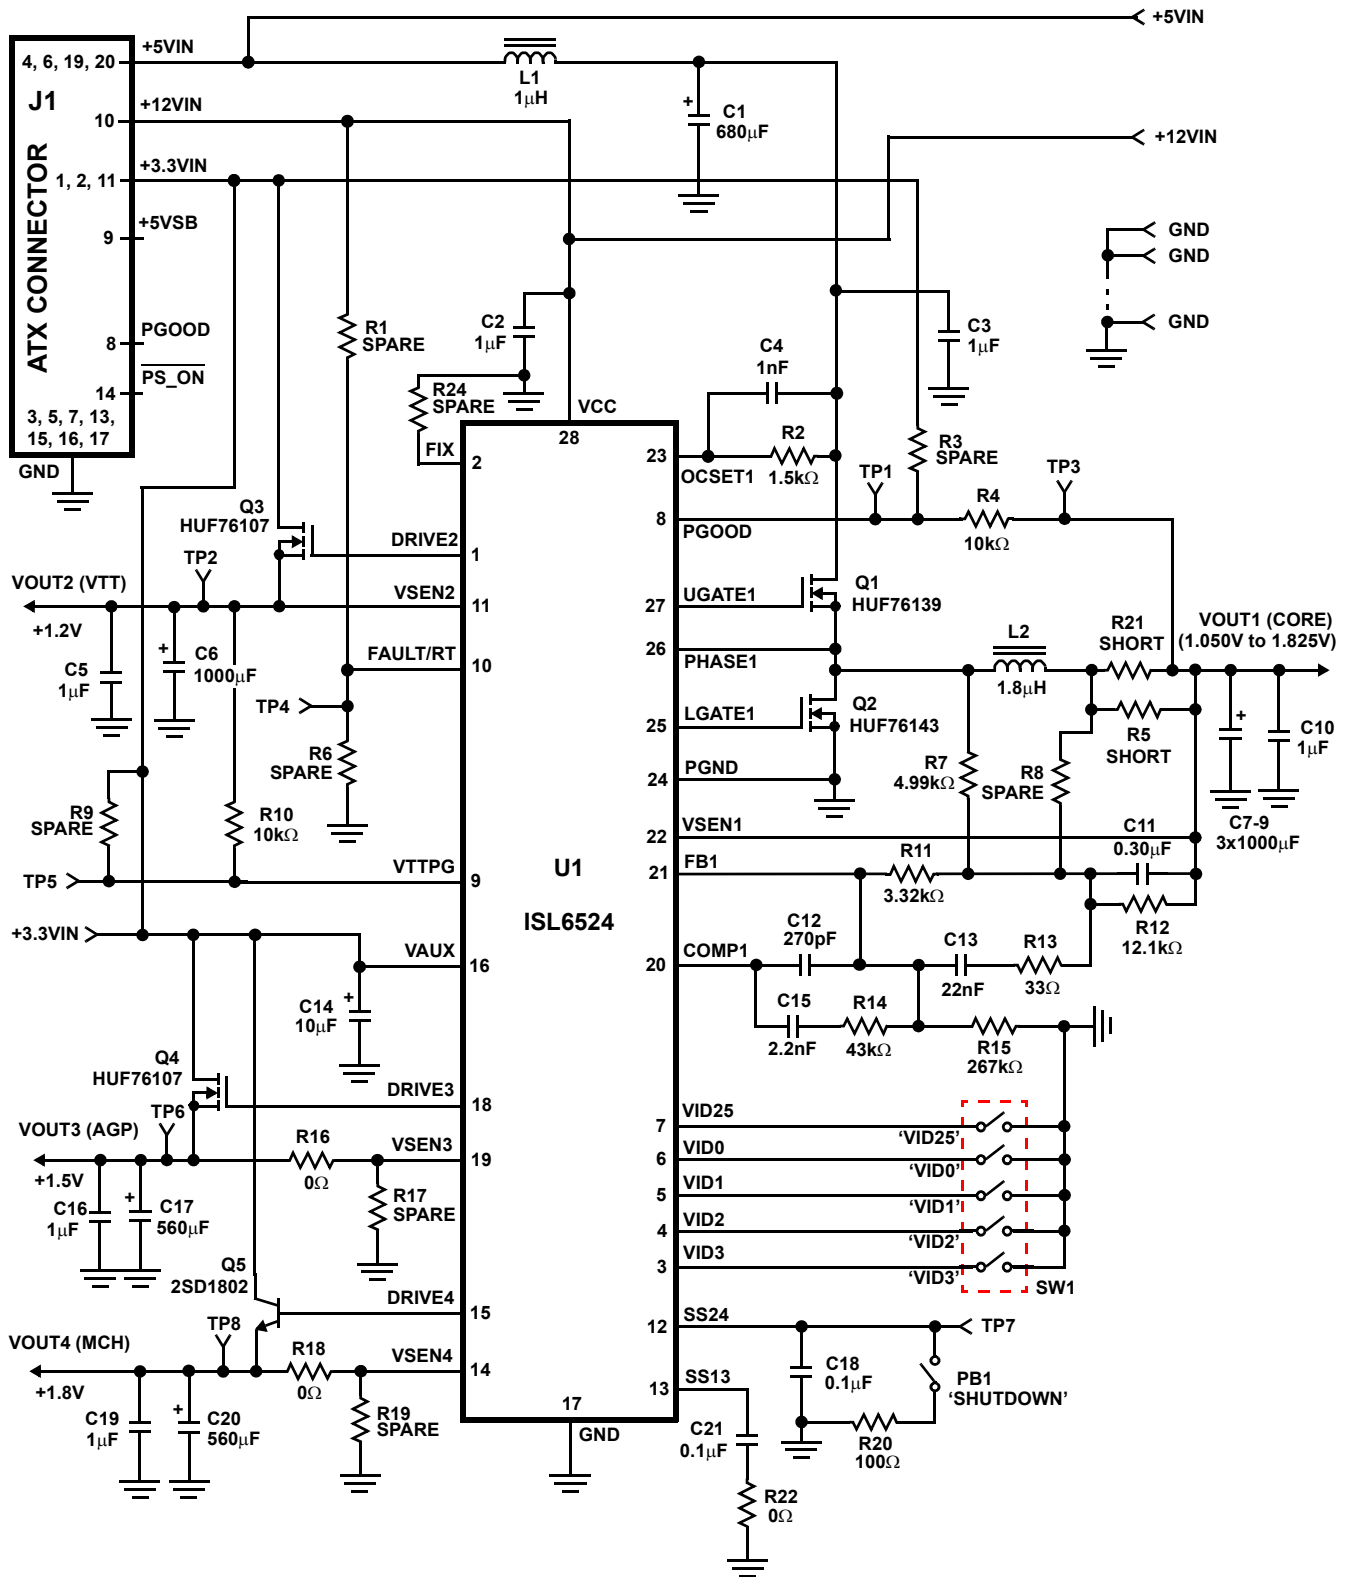 +5VIN
+5VIN
4, 6, 19, 20
J1
ATX CONNECTOR
L1
1µH
+
C1
680µF
+12VIN
10
+12VIN
+3.3VIN
1, 2, 11
+5VSB
9
GND
GND
GND
PGOOD
8
PS_ON
14
3, 5, 7, 13,
15, 16, 17
GND
R1
SPARE
C2
1µF
C3
1µF
C4
1nF
R24
SPARE
VCC
28
FIX
2
R2
1.5kΩ
23
OCSET1
R3
SPARE
TP1
TP3
R4
10kΩ
8
PGOOD
Q3
HUF76107
DRIVE2
1
TP2
VOUT2 (VTT)
+1.2V
VSEN2
11
UGATE1
27
Q1
HUF76139
C5
1µF
+
C6
1000µF
FAULT/RT
10
26
PHASE1
L2
1.8µH
R21
SHORT
VOUT1 (CORE)
(1.050V to 1.825V)
TP4
LGATE1
25
Q2
HUF76143
R5
SHORT
+
C10
1µF
R6
SPARE
PGND
24
R7
4.99kΩ
R8
SPARE
C7-9
3x1000µF
R9
SPARE
R10
10kΩ
VSEN1
22
C11
0.30µF
TP5
VTTPG
9
U1
ISL6524
FB1
21
R11
3.32kΩ
R12
12.1kΩ
+3.3VIN
VAUX
16
COMP1
20
C12
270pF
C13
22nF
R13
33Ω
+
C14
10µF
C15
2.2nF
R14
43kΩ
R15
267kΩ
Q4
HUF76107
DRIVE3
18
TP6
VOUT3 (AGP)
+1.5V
R16
0Ω
VSEN3
19
R17
SPARE
C16
1µF
+
C17
560µF
VID25
7
‘VID25’
VID0
6
‘VID0’
VID1
5
‘VID1’
VID2
4
‘VID2’
VID3
3
‘VID3’
SW1
Q5
2SD1802
DRIVE4
15
TP8
VOUT4 (MCH)
+1.8V
R18
0Ω
VSEN4
14
R19
SPARE
C19
1µF
+
C20
560µF
SS24
12
TP7
C18
0.1µF
PB1
‘SHUTDOWN’
SS13
13
R20
100Ω
17
GND
C21
0.1µF
R22
0Ω